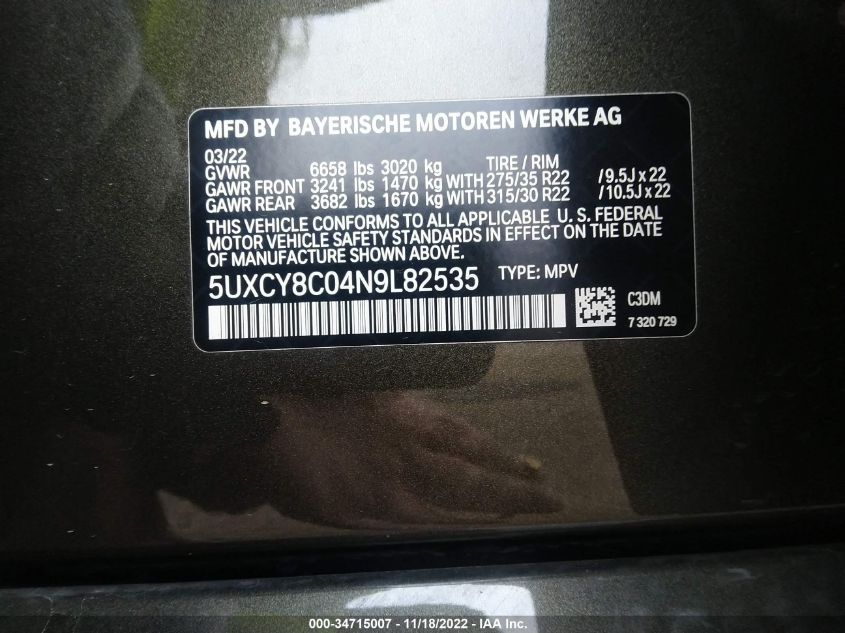 MFD BY BAYERISCHE MOTOREN WERKE AG
03/22
GVWR 6658 lbs 3020 kg TIRE / RIM
GAWR FRONT 3241 lbs 1470 kg WITH 275/35 R22 /9.5J x 22
GAWR REAR 3682 lbs 1670 kg WITH 315/30 R22 /10.5J x 22
THIS VEHICLE CONFORMS TO ALL APPLICABLE U. S. FEDERAL
MOTOR VEHICLE SAFETY STANDARDS IN EFFECT ON THE DATE
OF MANUFACTURE SHOWN ABOVE.
5UXCY8C04N9L82535 TYPE: MPV
C3DM
7 320 729
000-34715007 - 11/18/2022 - IAA Inc.